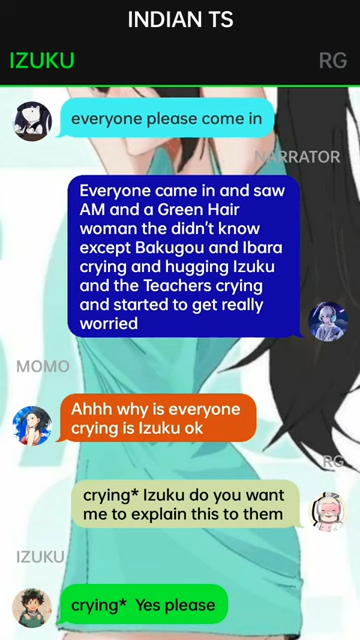 INDIAN TS
IZUKU
RG
everyone please come in
NARRATOR
Everyone came in and saw
AM and a Green Hair
woman the didn't know
except Bakugou and Ibara
crying and hugging Izuku
and the Teachers crying
and started to get really
worried
MOMO
Ahhh why is everyone
crying is Izuku ok
RG
crying* Izuku do you want
me to explain this to them
IZUKU
crying* Yes please